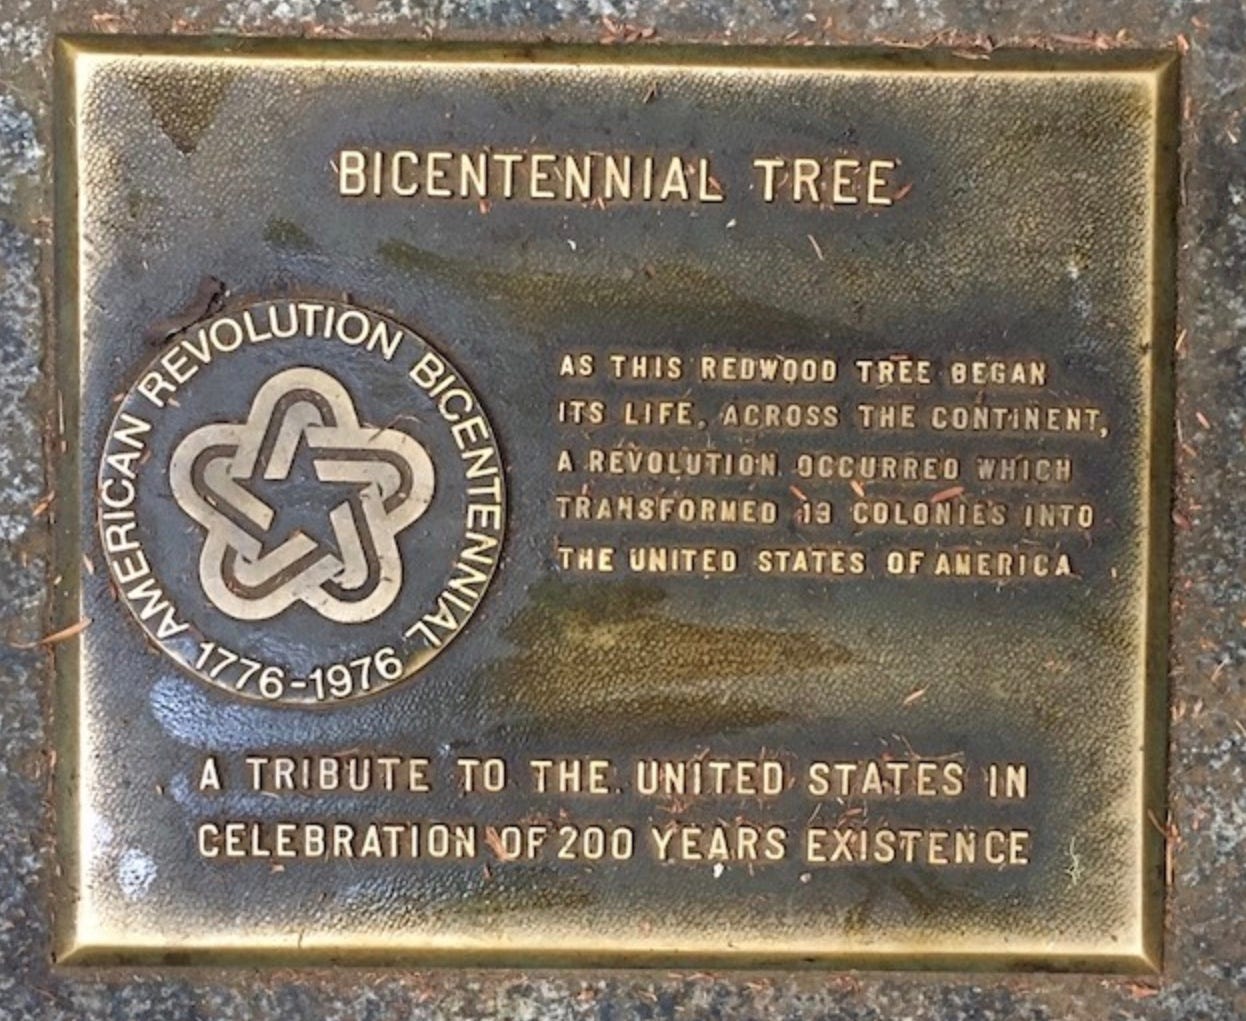 BICENTENNIAL TREE
AMERICAN REVOLUTION BICENTENNIAL
1776-1976
AS THIS REDWOOD TREE BEGAN
ITS LIFE, ACROSS THE CONTINENT,
A REVOLUTION OCCURRED WHICH
TRANSFORMED 13 COLONIES INTO
THE UNITED STATES OF AMERICA
A TRIBUTE TO THE UNITED STATES IN
CELEBRATION OF 200 YEARS EXISTENCE